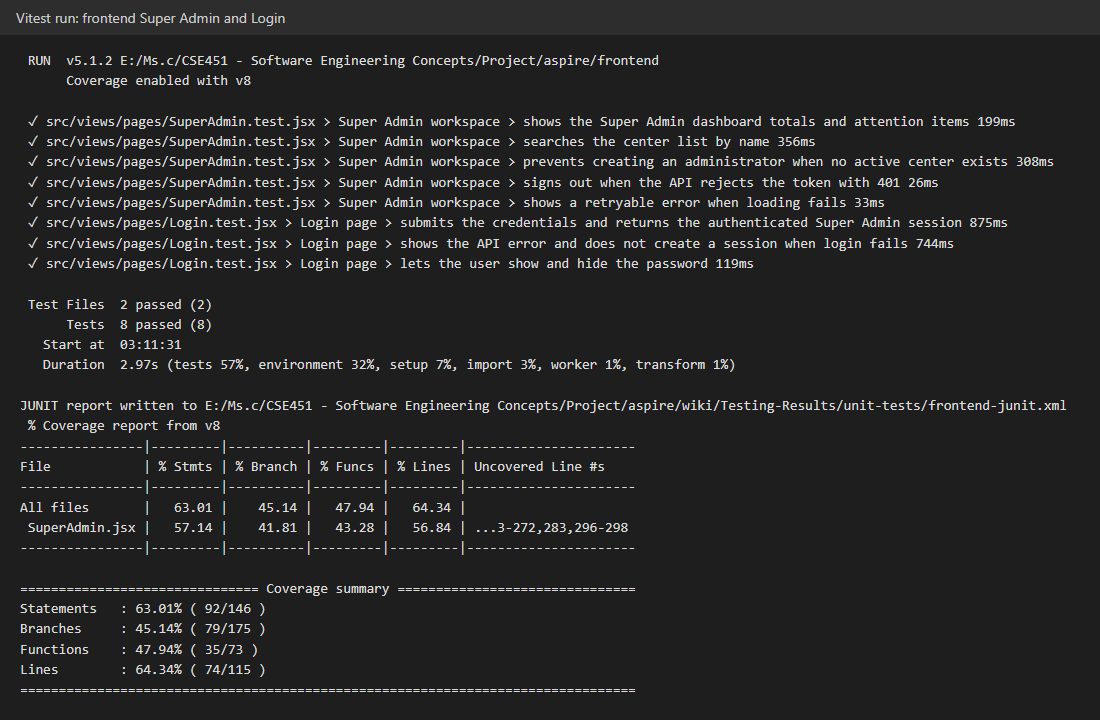 Vitest run: frontend Super Admin and Login
RUN  v5.1.2 E:/Ms.c/CSE451 - Software Engineering Concepts/Project/aspire/frontend
Coverage enabled with v8
✓ src/views/pages/SuperAdmin.test.jsx > Super Admin workspace > shows the Super Admin dashboard totals and attention items 199ms
✓ src/views/pages/SuperAdmin.test.jsx > Super Admin workspace > searches the center list by name 356ms
✓ src/views/pages/SuperAdmin.test.jsx > Super Admin workspace > prevents creating an administrator when no active center exists 308ms
✓ src/views/pages/SuperAdmin.test.jsx > Super Admin workspace > signs out when the API rejects the token with 401 26ms
✓ src/views/pages/SuperAdmin.test.jsx > Super Admin workspace > shows a retryable error when loading fails 33ms
✓ src/views/pages/Login.test.jsx > Login page > submits the credentials and returns the authenticated Super Admin session 875ms
✓ src/views/pages/Login.test.jsx > Login page > shows the API error and does not create a session when login fails 744ms
✓ src/views/pages/Login.test.jsx > Login page > lets the user show and hide the password 119ms
Test Files  2 passed (2)
Tests  8 passed (8)
Start at  03:11:31
Duration  2.97s (tests 57%, environment 32%, setup 7%, import 3%, worker 1%, transform 1%)
JUNIT report written to E:/Ms.c/CSE451 - Software Engineering Concepts/Project/aspire/wiki/Testing-Results/unit-tests/frontend-junit.xml
% Coverage report from v8
----------------|---------|----------|---------|---------|----------------------
File            | % Stmts | % Branch | % Funcs | % Lines | Uncovered Line #s
----------------|---------|----------|---------|---------|----------------------
All files       |   63.01 |    45.14 |   47.94 |   64.34 |
SuperAdmin.jsx |   57.14 |    41.81 |   43.28 |   56.84 | ...3-272,283,296-298
----------------|---------|----------|---------|---------|----------------------
=============================== Coverage summary ===============================
Statements   : 63.01% ( 92/146 )
Branches     : 45.14% ( 79/175 )
Functions    : 47.94% ( 35/73 )
Lines        : 64.34% ( 74/115 )
================================================================================